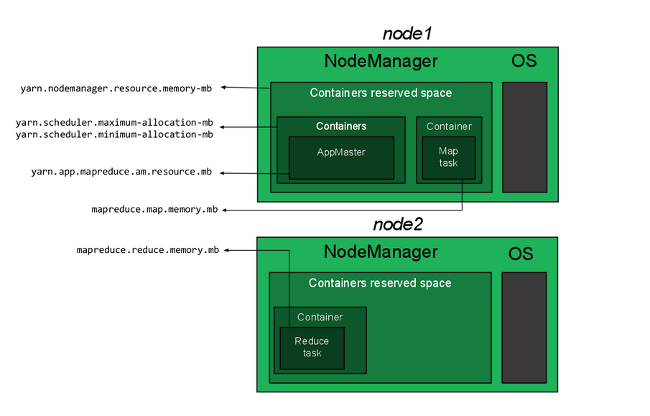 node1
NodeManager
OS
yarn.nodemanager.resource.memory-mb
Containers reserved space
yarn.scheduler.maximum-allocation-mb
yarn.scheduler.minimum-allocation-mb
Containers
Container
AppMaster
Map
task
yarn.app.mapreduce.am.resource.mb
mapreduce.map.memory.mb
node2
mapreduce.reduce.memory.mb
NodeManager
OS
Containers reserved space
Container
Reduce
task